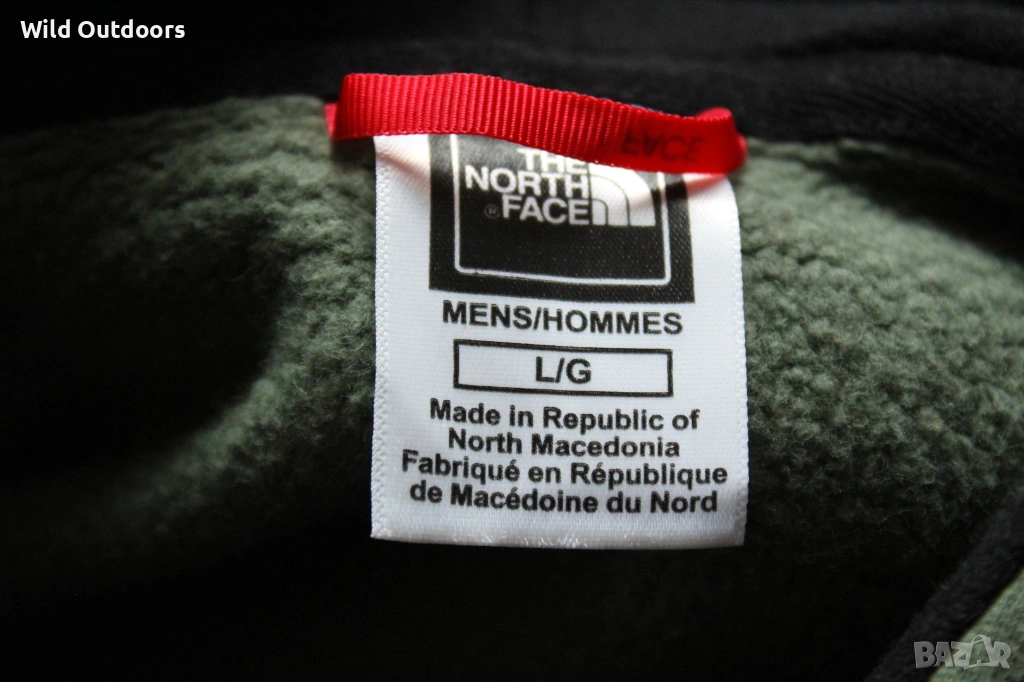 Wild Outdoors
FACE
THE
NORTH
® FACE
MENS/HOMMES
L/G
Made in Republic of
North Macedonia
Fabriqué en République
de Macédoine du Nord
BAZAR